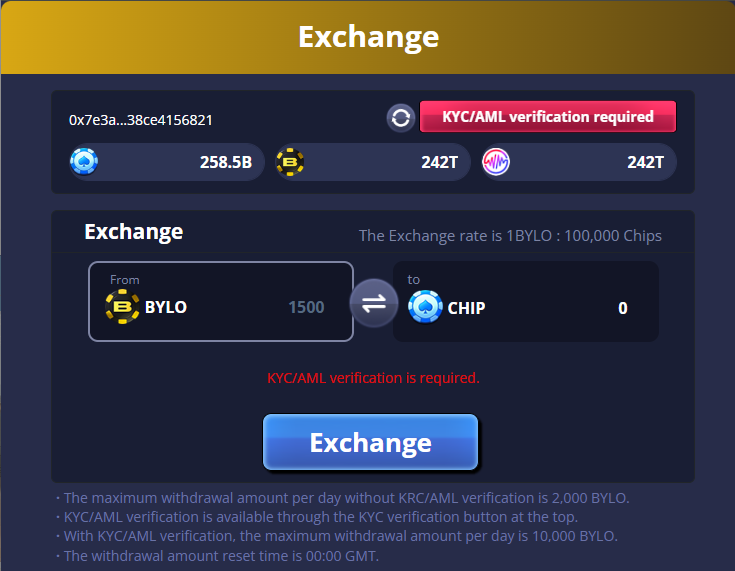 Exchange
0x7e3a...38ce4156821
KYC/AML verification required
258.5B
B
242T
242T
Exchange
The Exchange rate is 1BYLO : 100,000 Chips
From
to
B BYLO 1500
CHIP 0
KYC/AML verification is required.
Exchange
· The maximum withdrawal amount per day without KRC/AML verification is 2,000 BYLO.
· KYC/AML verification is available through the KYC verification button at the top.
· With KYC/AML verification, the maximum withdrawal amount per day is 10,000 BYLO.
· The withdrawal amount reset time is 00:00 GMT.